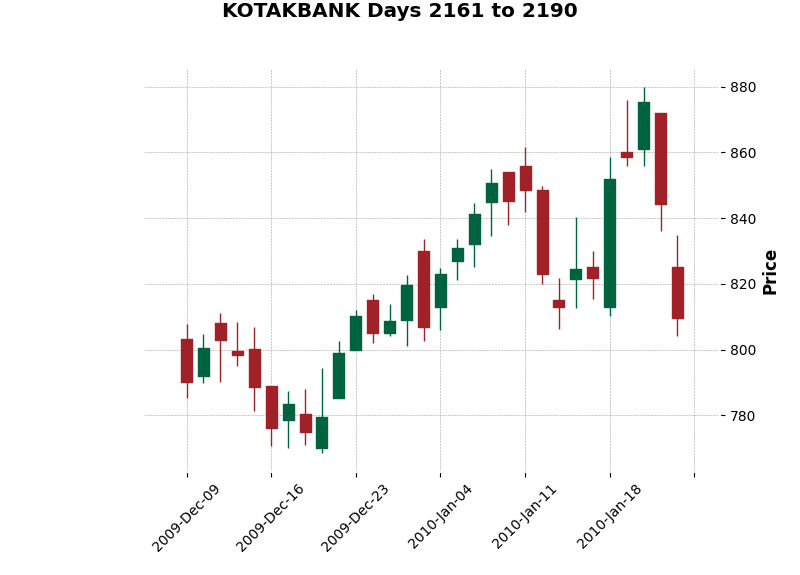 KOTAKBANK Days 2161 to 2190
880
860
840
820
800
780
Price
2009-Dec-09
2009-Dec-16
2009-Dec-23
2010-Jan-04
2010-Jan-11
2010-Jan-18